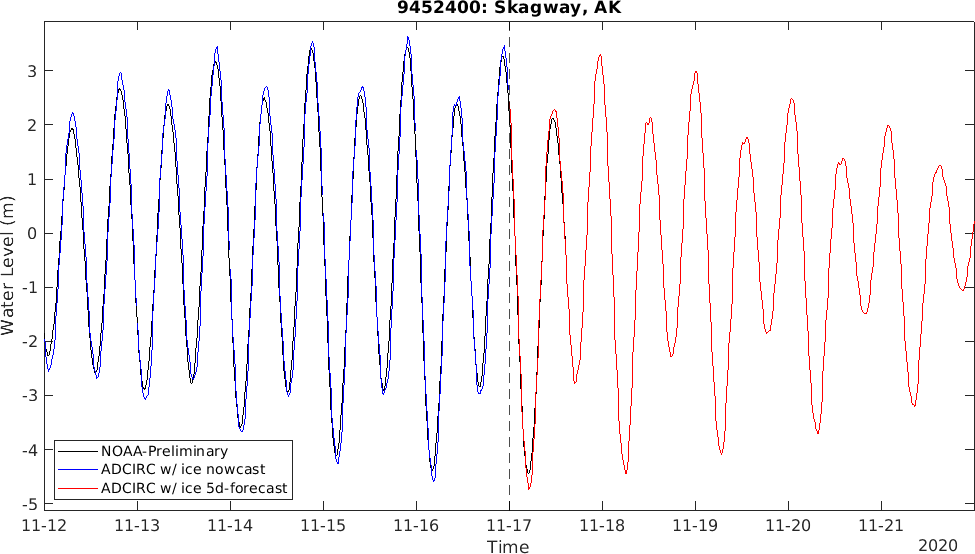 9452400: Skagway, AK
3
2
1
0
-1
-2
-3
-4
-5
Water Level (m)
NOAA-Preliminary
ADCIRC w/ ice nowcast
ADCIRC w/ ice 5d-forecast
11-12 11-13 11-14 11-15 11-16 11-17 11-18 11-19 11-20 11-21
Time
2020